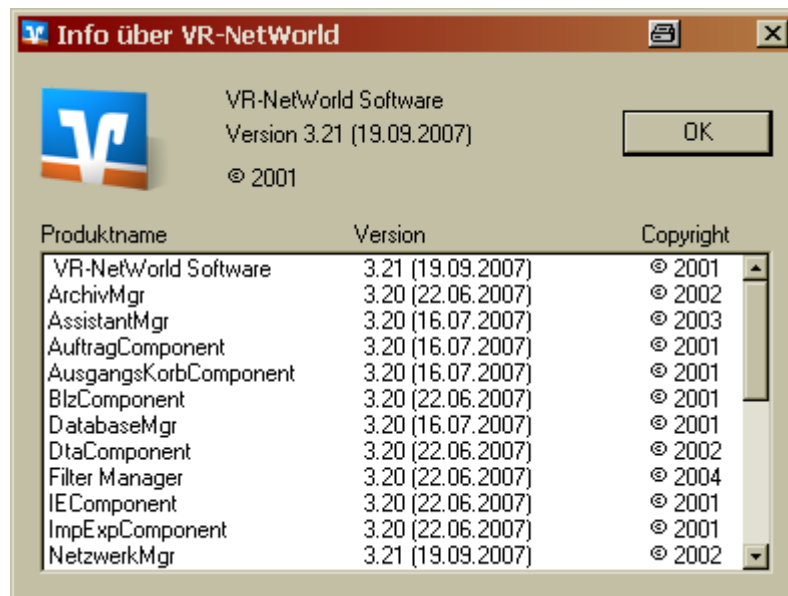 Info über VR-NetWorld
VR-NetWorld Software
Version 3.21 (19.09.2007)
OK
© 2001
Produktname Version Copyright
VR-NetWorld Software 3.21 (19.09.2007) © 2001
ArchivMgr 3.20 (22.06.2007) © 2002
AssistantMgr 3.20 (16.07.2007) © 2003
AuftragComponent 3.20 (16.07.2007) © 2001
AusgangsKorbComponent 3.20 (16.07.2007) © 2001
BlzComponent 3.20 (22.06.2007) © 2001
DatabaseMgr 3.20 (16.07.2007) © 2001
DtaComponent 3.20 (22.06.2007) © 2002
Filter Manager 3.20 (22.06.2007) © 2004
IEComponent 3.20 (22.06.2007) © 2001
ImpExpComponent 3.20 (22.06.2007) © 2001
NetzwerkMgr 3.21 (19.09.2007) © 2002